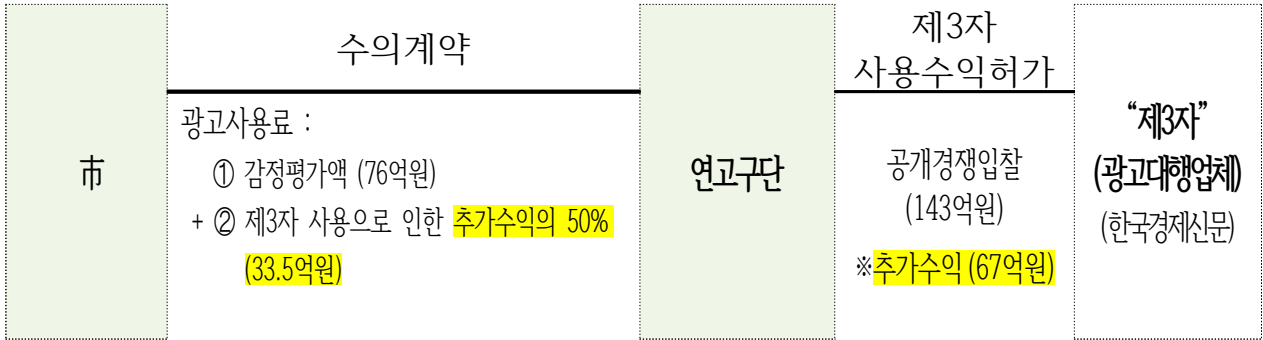 市
수의계약
광고사용료 :
① 감정평가액 (76억원)
+ ② 제3자 사용으로 인한 추가수익의 50%
(33.5억원)
연고구단
제3자
사용수익허가
공개경쟁입찰
(143억원)
※추가수익 (67억원)
“제3자”
(광고대행업체)
(한국경제신문)